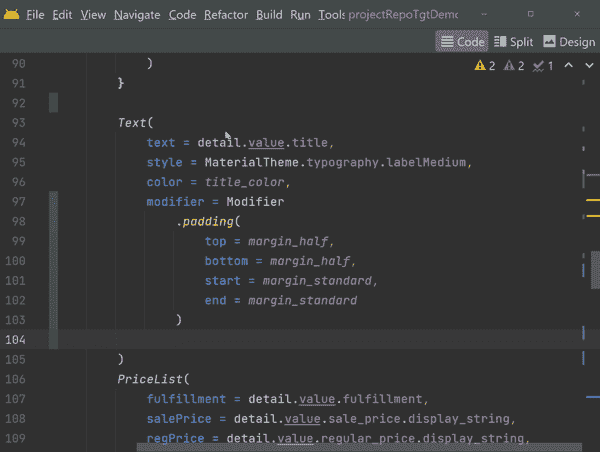 File Edit View Navigate Code Refactor Build Run Tools projectRepoTgtDemo
Code Split Design
90 )
91 }
2 2 1
92
93 Text(
94 text = detail.value.title,
95 style = MaterialTheme.typography.labelMedium,
96 color = title_color,
97 modifier = Modifier
98 .padding(
99 top = margin_half,
100 bottom = margin_half,
101 start = margin_standard,
102 end = margin_standard
103 )
104
105 )
106 PriceList(
107 fulfillment = detail.value.fulfillment,
108 salePrice = detail.value.sale_price.display_string,
109 regPrice = detail.value.regular_price.display_string,